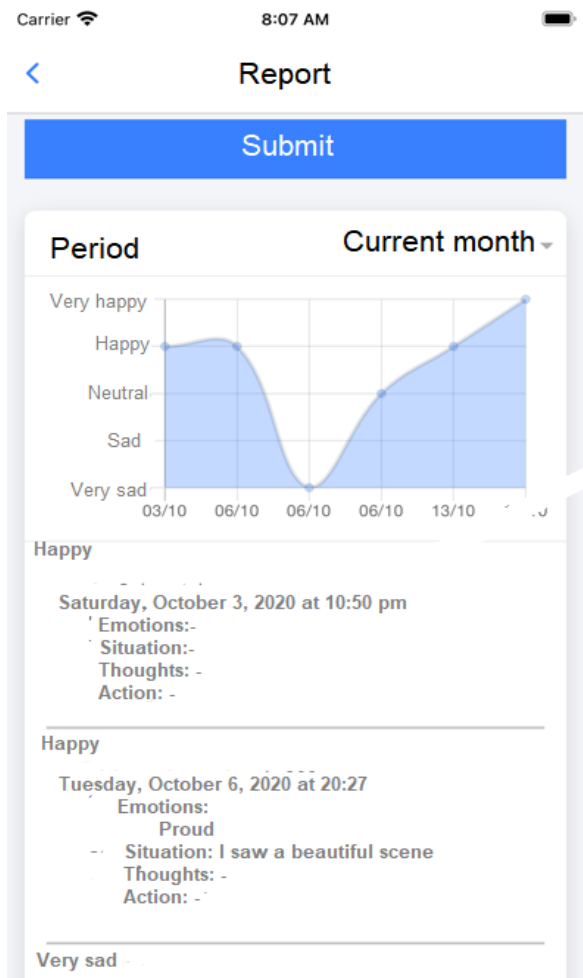 Carrier
8:07 AM
Report
Submit
Period
Current month
Very happy
Happy
Neutral
Sad
Very sad
03/10 06/10 06/10 06/10 13/10
Happy
Saturday, October 3, 2020 at 10:50 pm
Emotions:-
Situation:-
Thoughts: -
Action: -
Happy
Tuesday, October 6, 2020 at 20:27
Emotions:
Proud
Situation: I saw a beautiful scene
Thoughts: -
Action: -
Very sad